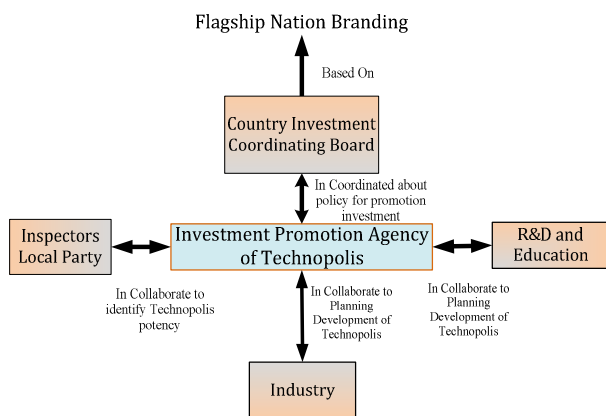 Flagship Nation Branding
Based On
Country Investment
Coordinating Board
In Coordinated about
policy for promotion
investment
Inspectors
Local Party
Investment Promotion Agency
of Technopolis
R&D and
Education
In Collaborate to
identify Technopolis
potency
In Collaborate to
Planning
Development of
Technopolis
In Collaborate to
Planning
Development of
Technopolis
Industry